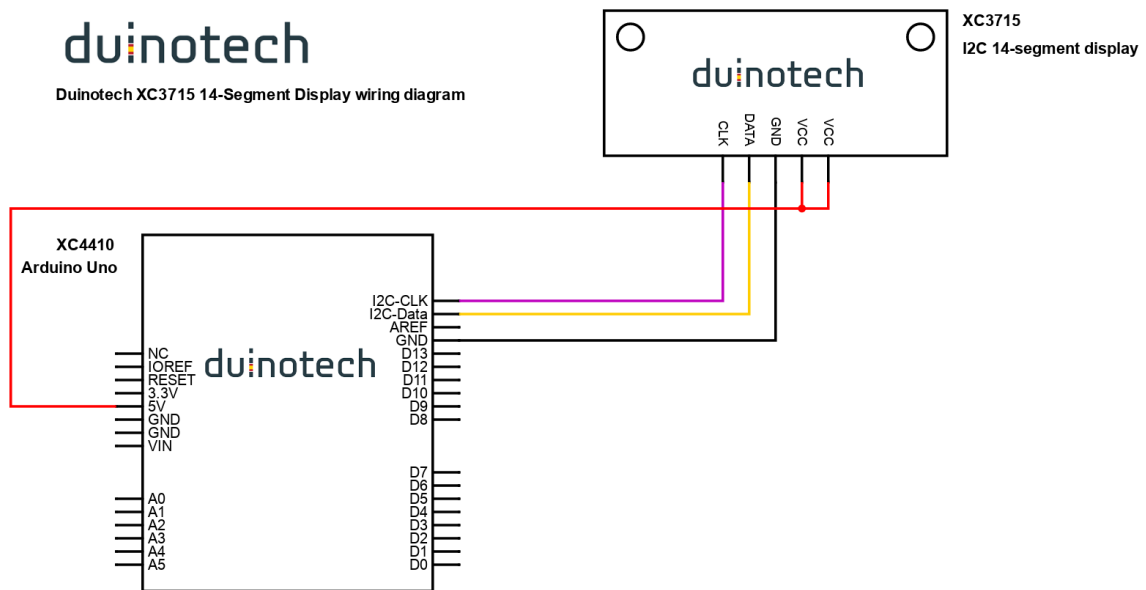 duinotech
Duinotech XC3715 14-Segment Display wiring diagram
XC3715
I2C 14-segment display
duinotech
CLK
DATA
GND
VCC
VCC
XC4410
Arduino Uno
duinotech
NC
IOREF
RESET
3.3V
5V
GND
GND
VIN
A0
A1
A2
A3
A4
A5
I2C-CLK
I2C-Data
AREF
GND
D13
D12
D11
D10
D9
D8
D7
D6
D5
D4
D3
D2
D1
D0